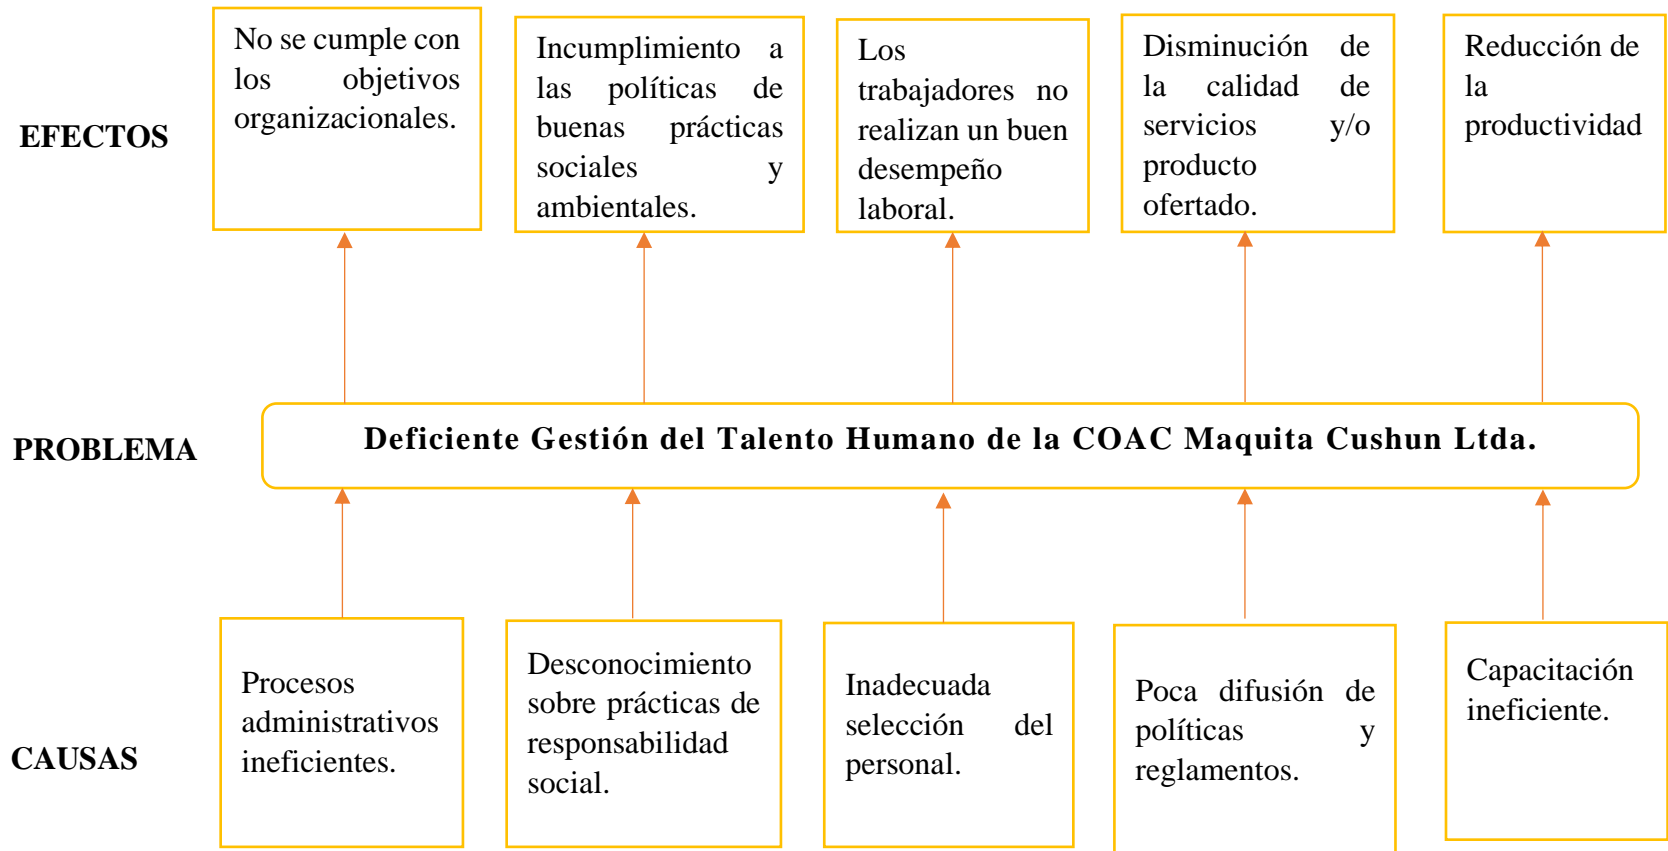 No se cumple con
los objetivos
organizacionales.
Incumplimiento a
las políticas de
buenas prácticas
sociales y
ambientales.
Los
trabajadores no
realizan un buen
desempeño
laboral.
Disminución de
la calidad de
servicios y/o
producto
ofertado.
Reducción de
la
productividad
EFECTOS
PROBLEMA
Deficiente Gestión del Talento Humano de la COAC Maquita Cushun Ltda.
Procesos
administrativos
ineficientes.
Desconocimiento
sobre prácticas de
responsabilidad
social.
Inadecuada
selección del
personal.
Poca difusión de
políticas y
reglamentos.
Capacitación
ineficiente.
CAUSAS